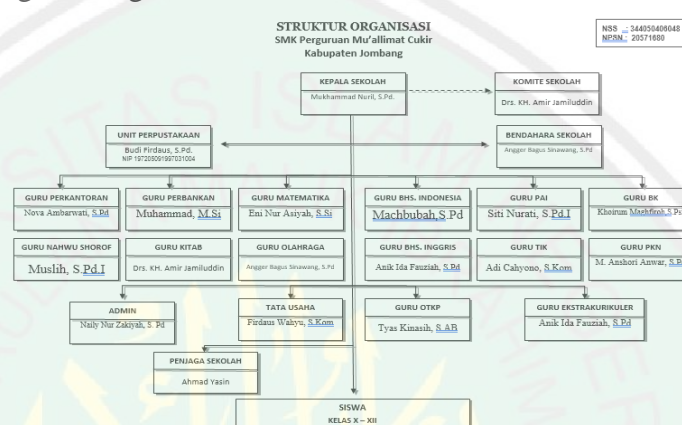 STRUKTUR ORGANISASI
SMK Perguruan Mu'allimat Cukir
Kabupaten Jombang
NSS .: 344050406048
NPSN.: 20571680
KEPALA SEKOLAH
Mukhammad Nuril, S.Pd.
KOMITE SEKOLAH
Drs. KH. Amir Jamiluddin
UNIT PERPUSTAKAAN
Budi Firdaus, S.Pd.
NIP 197205091997031004
BENDAHARA SEKOLAH
Angger Bagus Sinawang, S.Pd
GURU PERKANTORAN
Nova Ambarwati, S.Pd
GURU PERBANKAN
Muhammad, M.Si
GURU MATEMATIKA
Eni Nur Asiyah, S.Si
GURU BHS. INDONESIA
Machbubah,S.Pd
GURU PAI
Siti Nurati, S.Pd.I
GURU BK
Khoirum Maghfiroh,S.Psi
GURU NAHWU SHOROF
Muslih, S.Pd.I
GURU KITAB
Drs. KH. Amir Jamiluddin
GURU OLAHRAGA
Angger Bagus Sinawang, S.Pd
GURU BHS. INGGRIS
Anik Ida Fauziah, S.Pd
GURU TIK
Adi Cahyono, S.Kom
GURU PKN
M. Anshori Anwar, S.Pd
ADMIN
Naily Nur Zakiyah, S. Pd
TATA USAHA
Firdaus Wahyu, S.Kom
GURU OTKP
Tyas Kinasih, S.AB
GURU EKSTRAKURIKULER
Anik Ida Fauziah, S.Pd
PENJAGA SEKOLAH
Ahmad Yasin
SISWA
KELAS X – XII